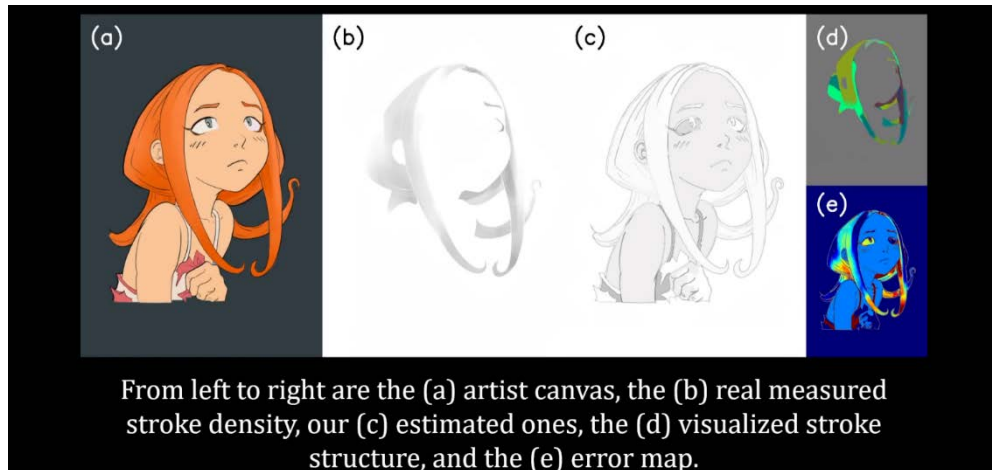 (a)
(b)
(c)
(d)
(e)
From left to right are the (a) artist canvas, the (b) real measured
stroke density, our (c) estimated ones, the (d) visualized stroke
structure, and the (e) error map.